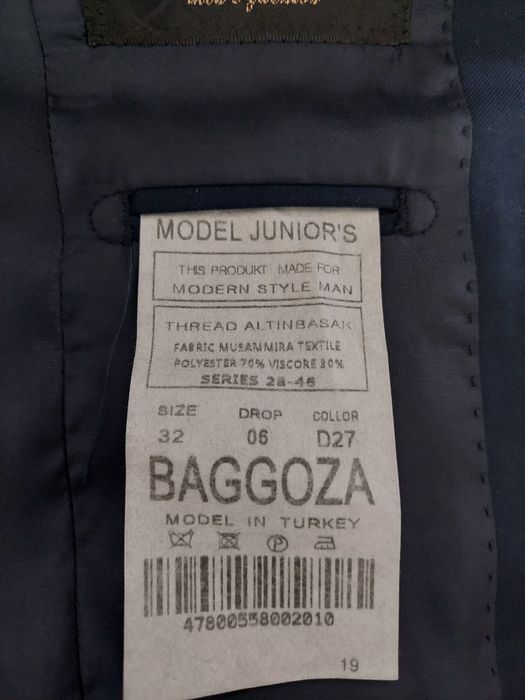 MODEL JUNIOR'S
THIS PRODUKT MADE FOR
MODERN STYLE MAN
THREAD ALTINBASAK
FABRIC MUSAMMIRA TEXTILE
POLYESTER 70% VISCORE 30%
SERIES 28-46
SIZE DROP COLLOR
32 06 D27
BAGGOZA
MODEL IN TURKEY
P
47800558002010
19